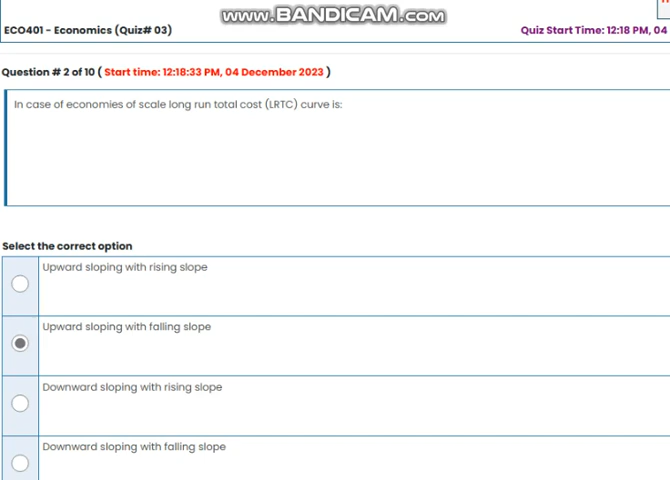 www.BANDICAM.com
ECO401 - Economics (Quiz# 03)
Quiz Start Time: 12:18 PM, 04
Question # 2 of 10 ( Start time: 12:18:33 PM, 04 December 2023 )
In case of economies of scale long run total cost (LRTC) curve is:
Select the correct option
Upward sloping with rising slope
Upward sloping with falling slope
Downward sloping with rising slope
Downward sloping with falling slope